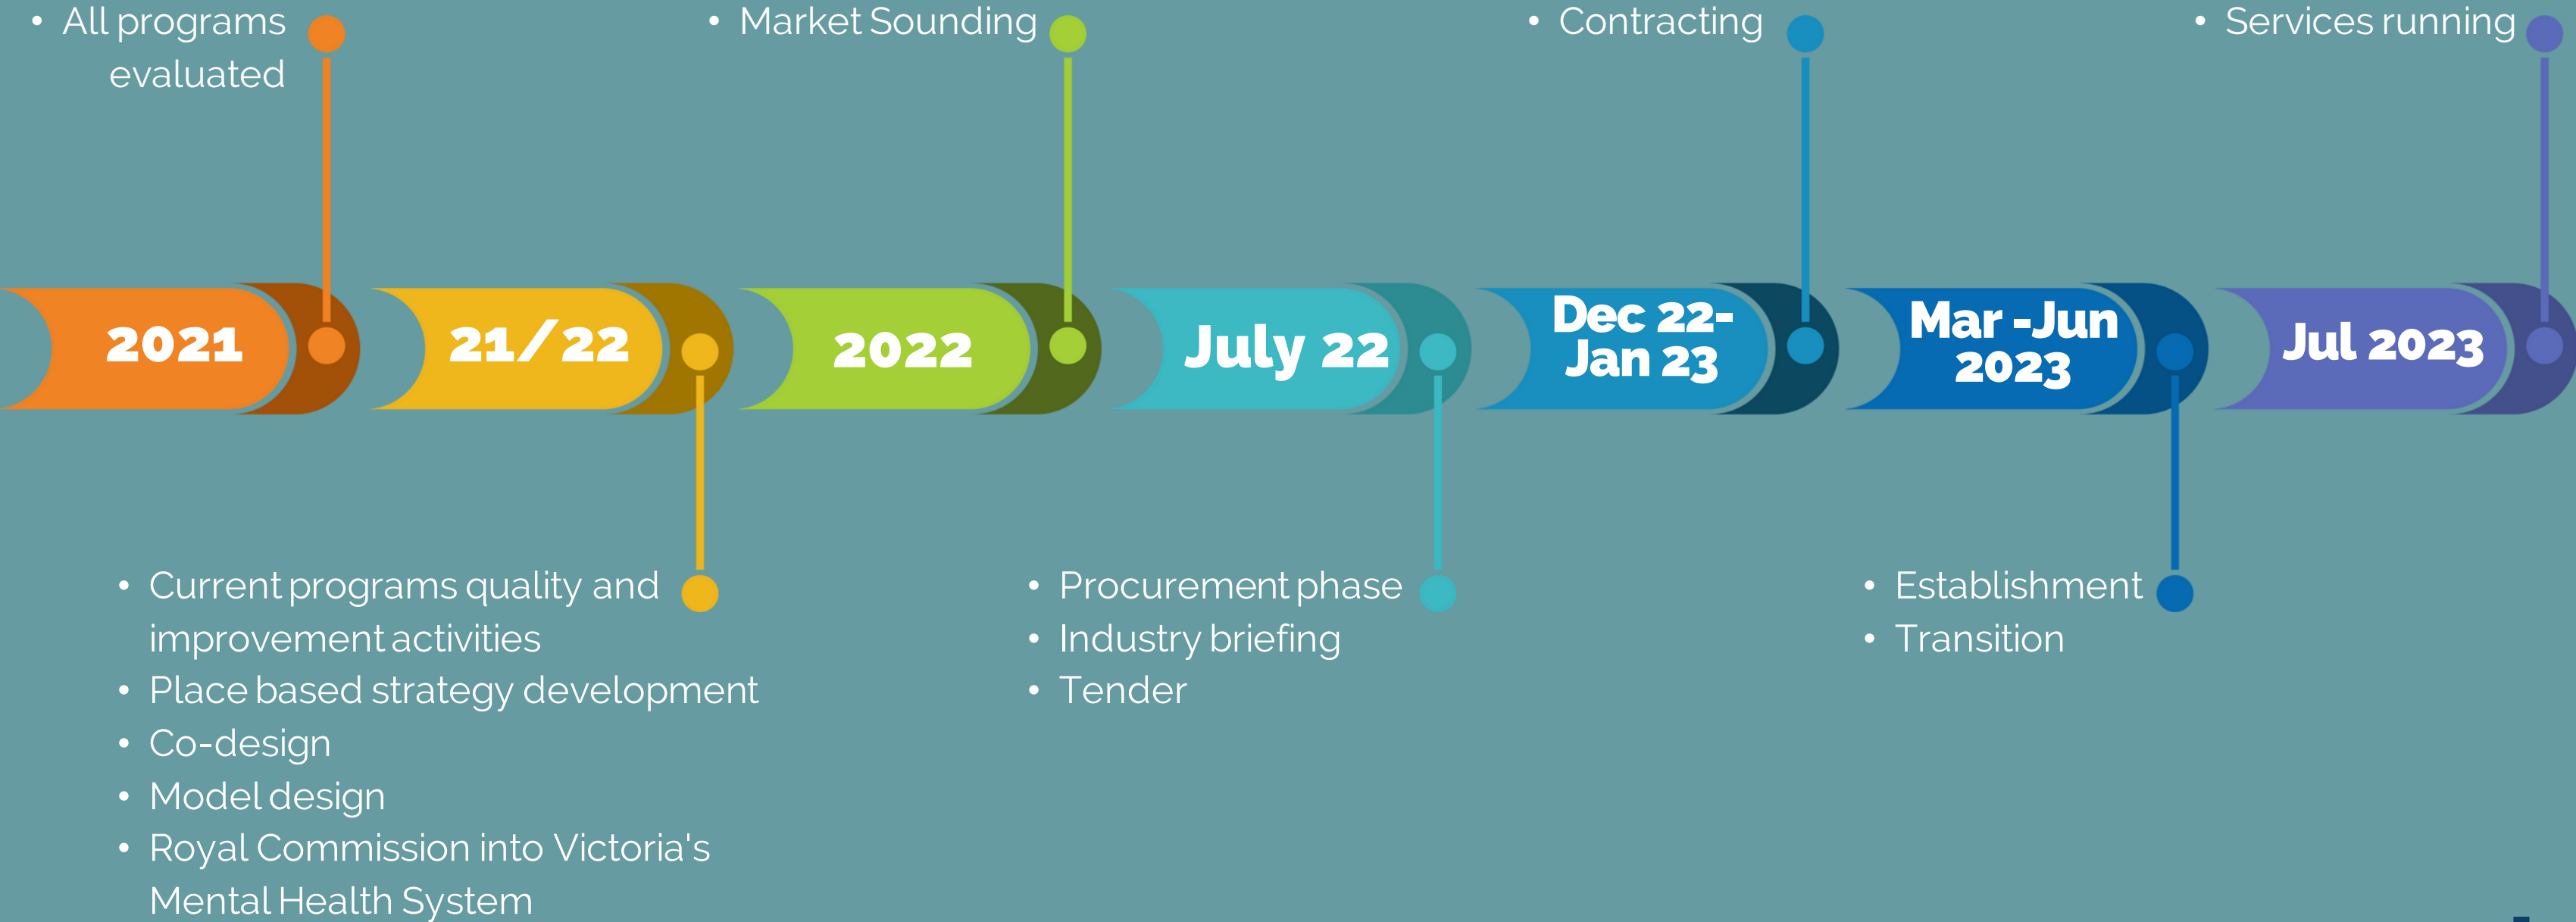 • All programs
evaluated
• Market Sounding
• Contracting
• Services running
2021
21/22
2022
July 22
Dec 22-
Jan 23
Mar -Jun
2023
Jul 2023
• Current programs quality and
improvement activities
• Place based strategy development
• Co-design
• Model design
• Royal Commission into Victoria's
Mental Health System
• Procurement phase
• Industry briefing
• Tender
• Establishment
• Transition